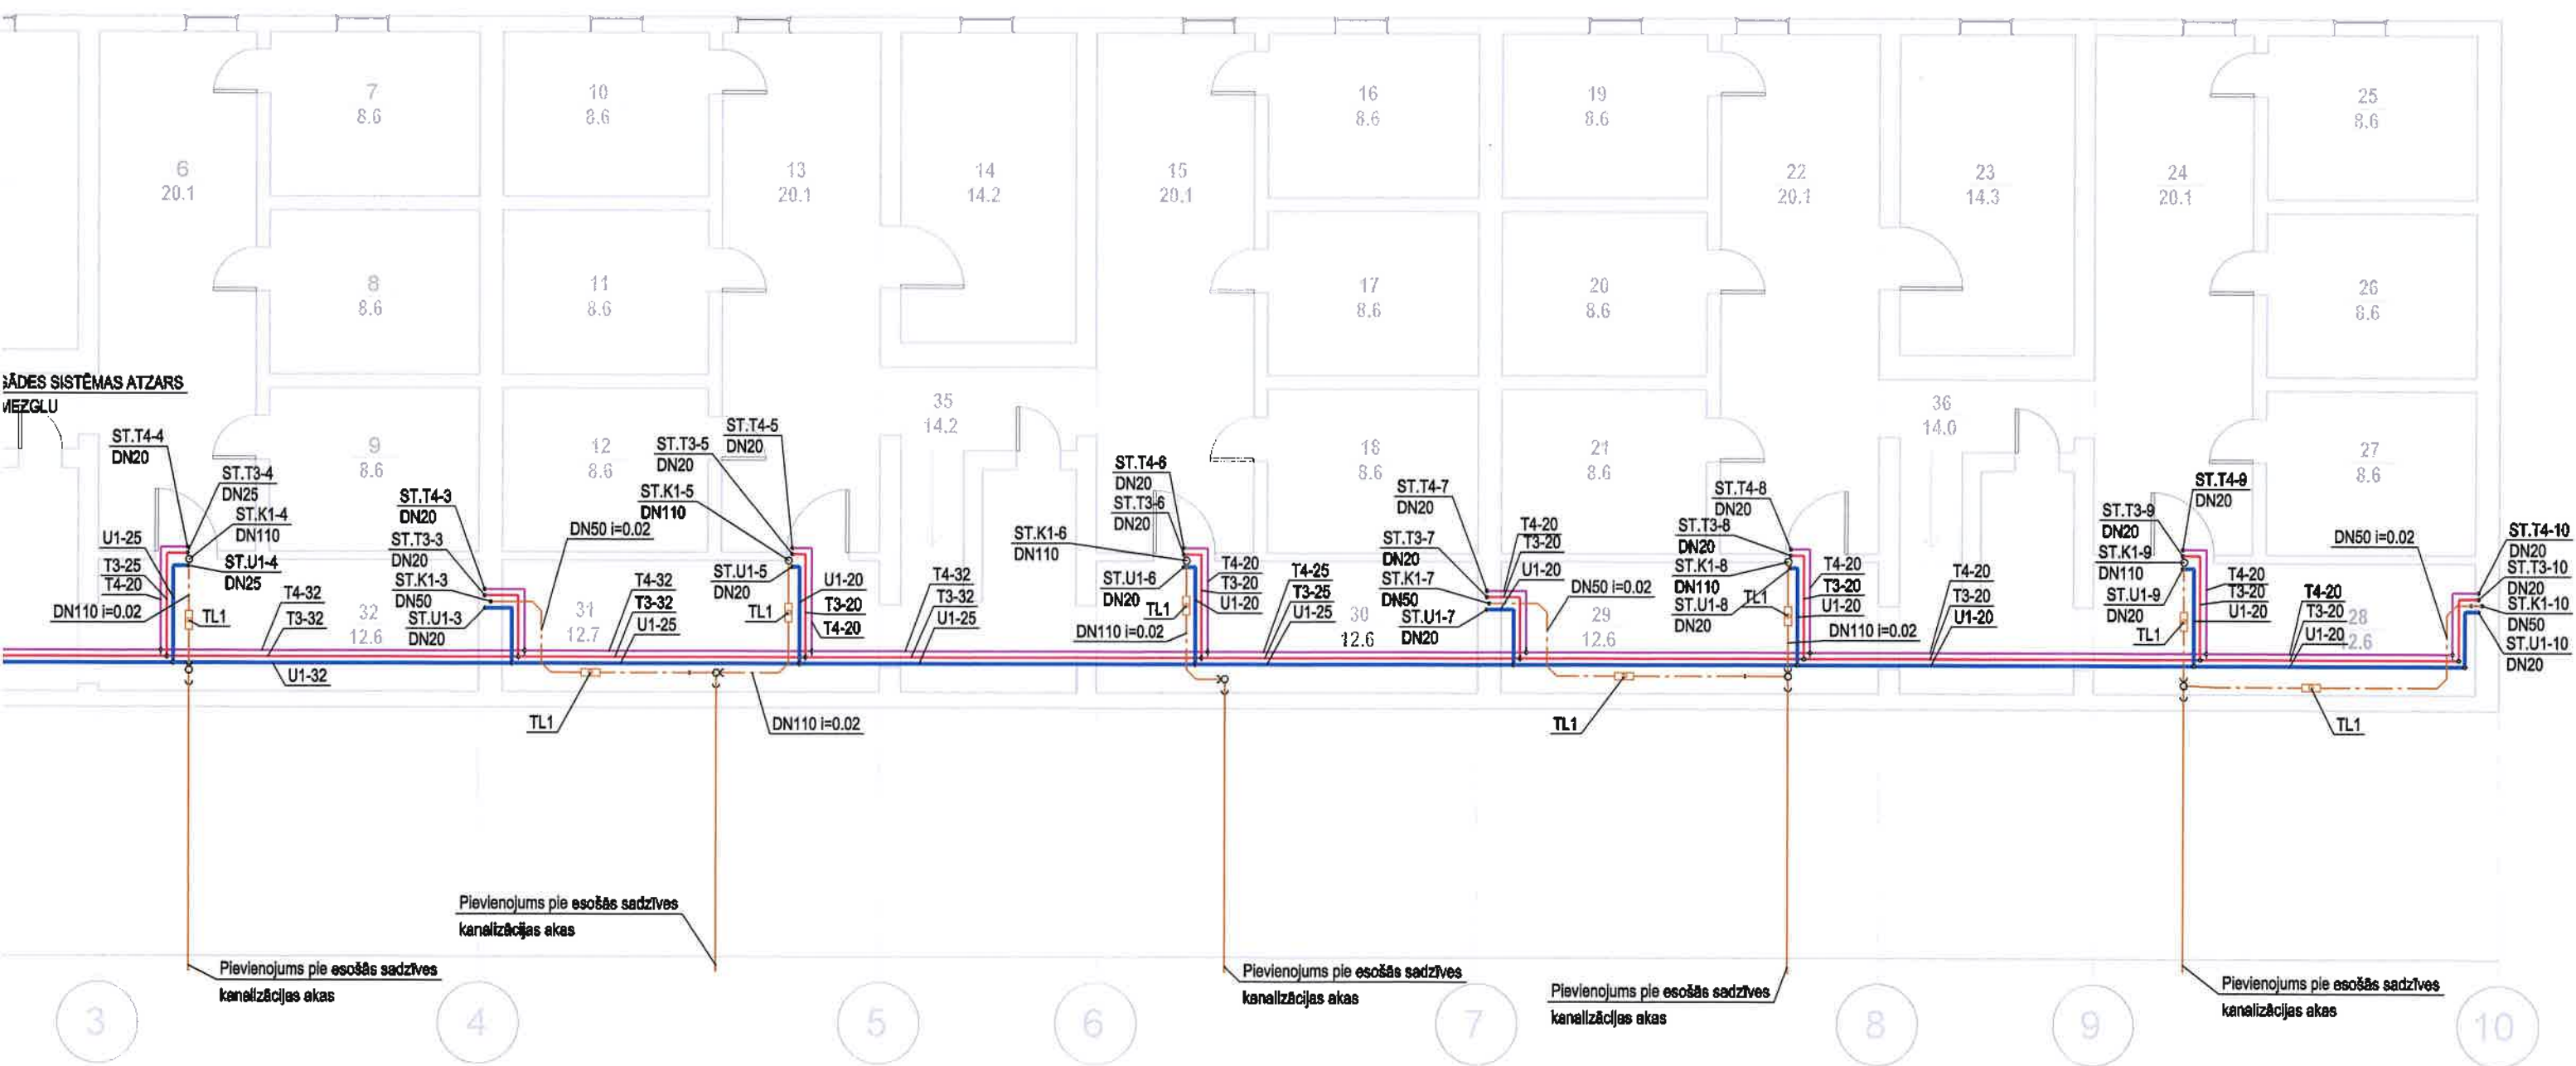 7
8.6
10
8.6
16
8.6
19
8.6
25
8.6
6
20.1
13
20.1
14
14.2
15
20.1
22
20.1
23
14.3
24
20.1
8
8.6
11
8.6
17
8.6
20
8.6
26
8.6
SISTĒMAS ATZARS
35
14.2
36
14.0
9
8.6
12
8.6
18
8.6
21
8.6
27
8.6
ST.T4-4
DN20
ST.T3-4
DN25
ST.K1-4
DN110
ST.U1-4
DN25
U1-25
T3-25
T4-20
DN110 i=0.02
TL1
T4-32
T3-32
U1-32
32
12.6
ST.T4-3
DN20
ST.T3-3
DN20
ST.K1-3
DN50
ST.U1-3
DN20
DN50 i=0.02
31
12.7
T4-32
T3-32
U1-25
TL1
ST.T4-5
DN20
ST.T3-5
DN20
ST.K1-5
DN110
ST.U1-5
DN20
TL1
U1-20
T3-20
T4-20
DN110 i=0.02
T4-32
T3-32
U1-25
ST.T4-6
DN20
ST.T3-6
DN20
ST.K1-6
DN110
ST.U1-6
DN20
TL1
DN110 i=0.02
T4-20
T3-20
U1-20
T4-25
T3-25
U1-25
30
12.6
ST.T4-7
DN20
ST.T3-7
DN20
ST.K1-7
DN50
ST.U1-7
DN20
T4-20
T3-20
U1-20
DN50 i=0.02
29
12.6
TL1
ST.T4-8
DN20
ST.T3-8
DN20
ST.K1-8
DN110
ST.U1-8
DN20
TL1
T4-20
T3-20
U1-20
DN110 i=0.02
T4-20
T3-20
U1-20
ST.T4-9
DN20
ST.T3-9
DN20
ST.K1-9
DN110
ST.U1-9
DN20
TL1
T4-20
T3-20
U1-20
T4-20
T3-20
U1-20
28
12.6
DN50 i=0.02
TL1
ST.T4-10
DN20
ST.T3-10
DN20
ST.K1-10
DN50
ST.U1-10
DN20
Pievienojums pie esošās sadzīves
kanalizācijas akas
Pievienojums pie esošās sadzīves
kanalizācijas akas
Pievienojums pie esošās sadzīves
kanalizācijas akas
Pievienojums pie esošās sadzīves
kanalizācijas akas
Pievienojums pie esošās sadzīves
kanalizācijas akas
3
4
5
6
7
8
9
10